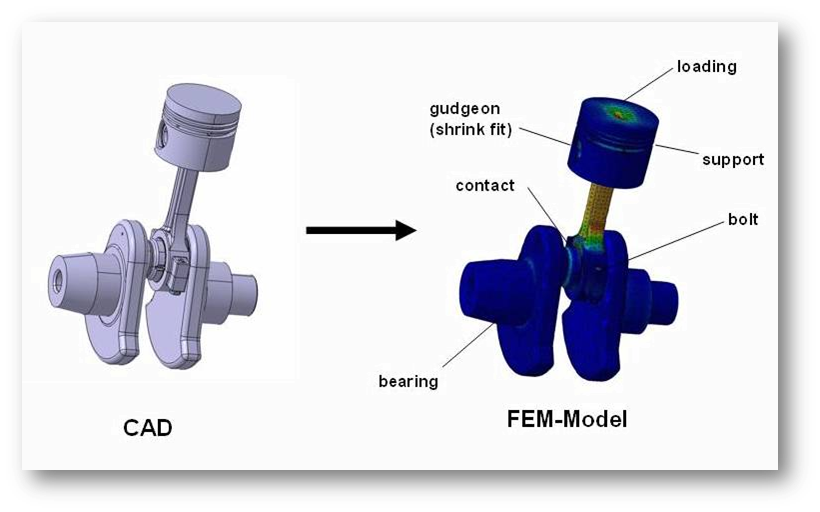 loading
gudgeon
(shrink fit)
support
contact
bolt
bearing
CAD
FEM-Model